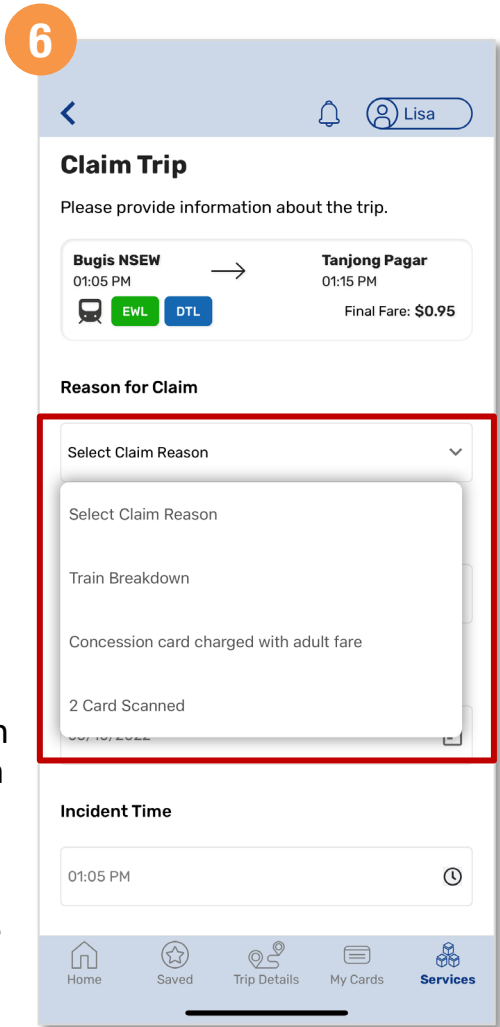 6
Lisa
Claim Trip
Please provide information about the trip.
Bugis NSEW
01:05 PM
EWL DTL
Tanjong Pagar
01:15 PM
Final Fare: $0.95
Reason for Claim
Select Claim Reason
Select Claim Reason
Train Breakdown
Concession card charged with adult fare
2 Card Scanned
Incident Time
01:05 PM
Home Saved Trip Details My Cards Services